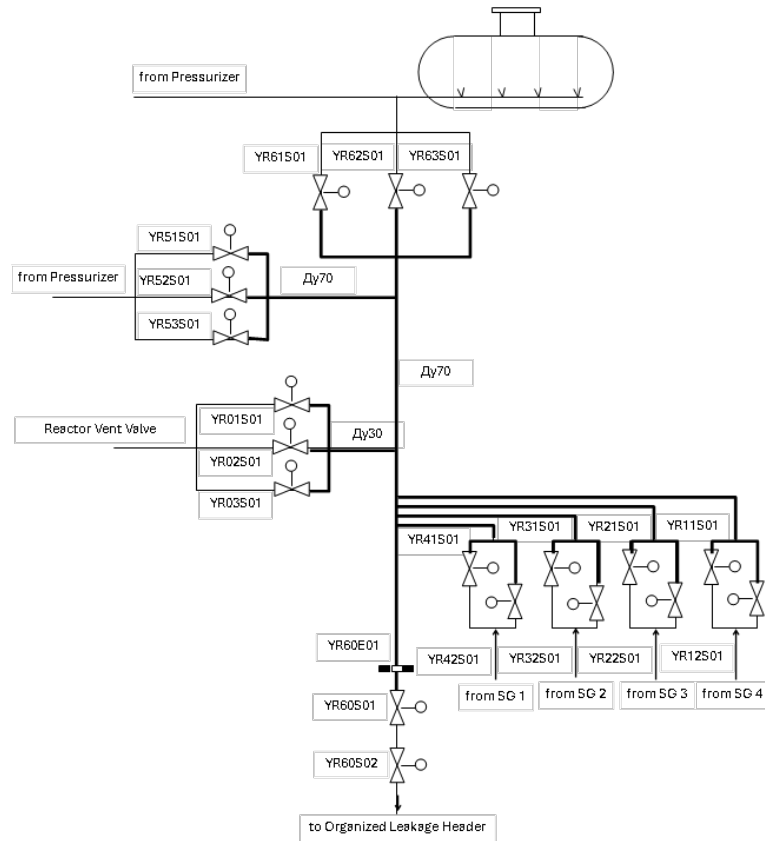 from Pressurizer
YR61S01
YR62S01
YR63S01
YR51S01
from Pressurizer
YR52S01
Ду70
YR53S01
Ду70
Reactor Vent Valve
YR01S01
Ду30
YR02S01
YR03S01
YR41S01
YR31S01
YR21S01
YR11S01
YR60E01
YR42S01
YR32S01
YR22S01
YR12S01
from SG 1
from SG 2
from SG 3
from SG 4
YR60S01
YR60S02
to Organized Leakage Header